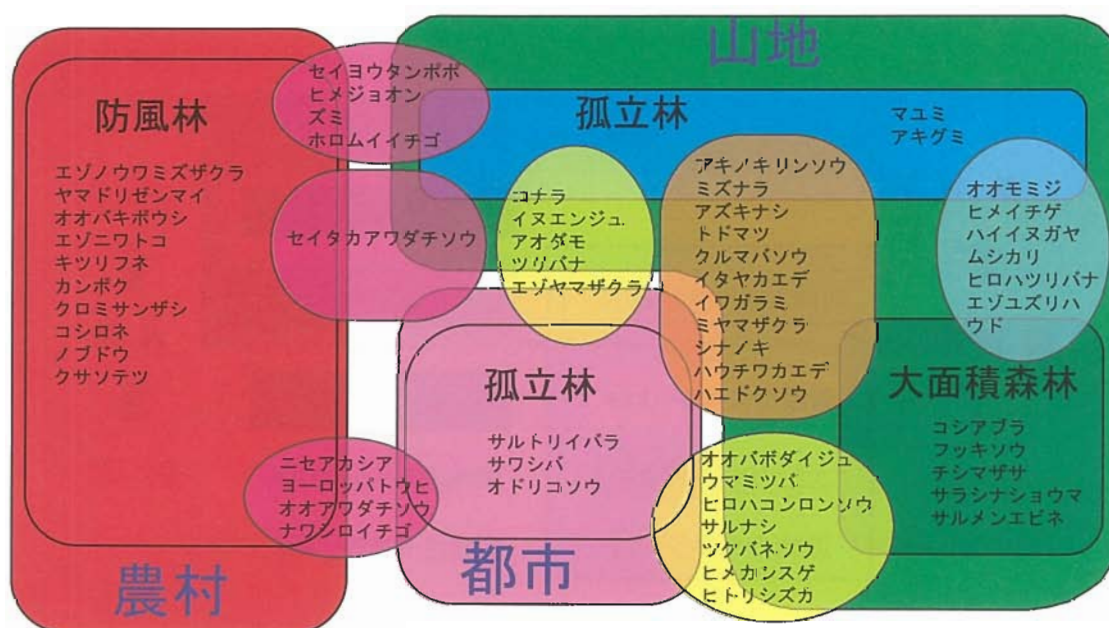 山地
防風林
エゾノウワミズザクラ
ヤマドリゼンマイ
オオバキボウシ
エゾニワトコ
キツリフネ
カンボク
クロミサンザシ
コシロネ
ノブドウ
クサソテツ
農村
セイヨウタンポポ
ヒメジョオン
ズミ
ホロムイイチゴ
セイタカアワダチソウ
ニセアカシア
ヨーロッパトウヒ
オオアワダチソウ
ナワシロイチゴ
孤立林
マユミ
アキグミ
コナラ
イヌエンジュ
アオダモ
ツリバナ
エゾヤマザクラ
アキノキリンソウ
ミズナラ
アズキナシ
トドマツ
クルマバソウ
イタヤカエデ
イワガラミ
ミヤマザクラ
シナノキ
ハウチワカエデ
ハエドクソウ
オオモミジ
ヒメイチゲ
ハイイヌガヤ
ムシカリ
ヒロハツリバナ
エゾユズリハ
ウド
孤立林
サルトリイバラ
サワシバ
オドリコソウ
都市
オオバボダイジュ
ウマミツバ
ヒロハコンロンソウ
サルナシ
ツクバネソウ
ヒメカンスゲ
ヒトリシズカ
大面積森林
コシアブラ
フッキソウ
チシマザサ
サラシナショウマ
サルメンエビネ